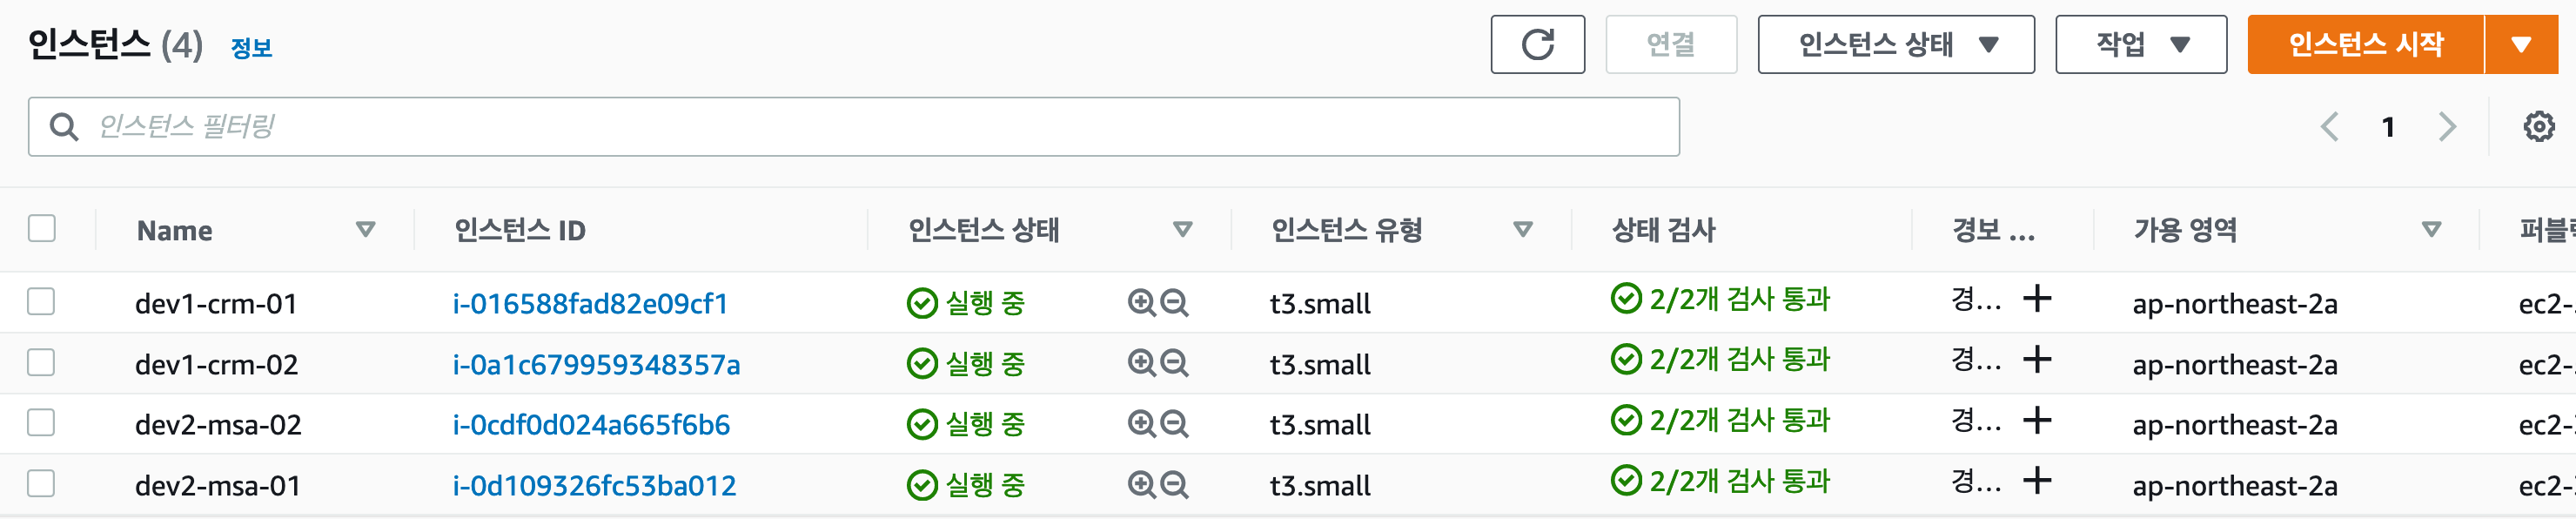 인스턴스 (4) 정보 연결 인스턴스 상태 작업 인스턴스 시작
인스턴스 필터링 1
Name 인스턴스 ID 인스턴스 상태 인스턴스 유형 상태 검사 경보 ... 가용 영역
dev1-crm-01 i-016588fad82e09cf1 실행 중 t3.small 2/2개 검사 통과 경... + ap-northeast-2a ec2-
dev1-crm-02 i-0a1c679959348357a 실행 중 t3.small 2/2개 검사 통과 경... + ap-northeast-2a ec2-
dev2-msa-02 i-0cdf0d024a665f6b6 실행 중 t3.small 2/2개 검사 통과 경... + ap-northeast-2a ec2-
dev2-msa-01 i-0d109326fc53ba012 실행 중 t3.small 2/2개 검사 통과 경... + ap-northeast-2a ec2-